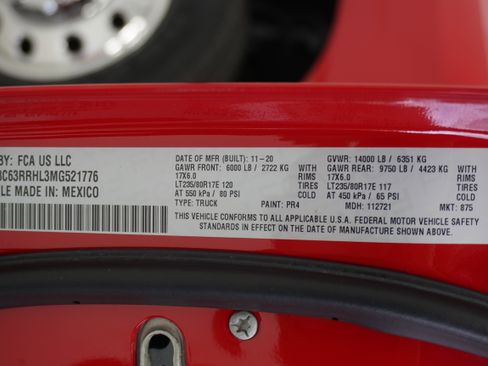 BY: FCA US LLC
C63RRHL3MG521776
LE MADE IN: MEXICO
DATE OF MFR (BUILT): 11-20
GAWR FRONT: 6000 LB / 2722 KG WITH
17X6.0 RIMS
LT235/80R17E 120 TIRES
AT 550 kPa / 80 PSI
TYPE: TRUCK PAINT: PR4
GVWR: 14000 LB / 6351 KG
GAWR REAR: 9750 LB / 4423 KG WITH
17X6.0 RIMS
LT235/80R17E 117 TIRES
AT 450 kPa / 65 PSI
MDH: 112721 MKT: 875
THIS VEHICLE CONFORMS TO ALL APPLICABLE U.S.A. FEDERAL MOTOR VEHICLE SAFETY
STANDARDS IN EFFECT ON THE DATE OF MANUFACTURE SHOWN ABOVE.